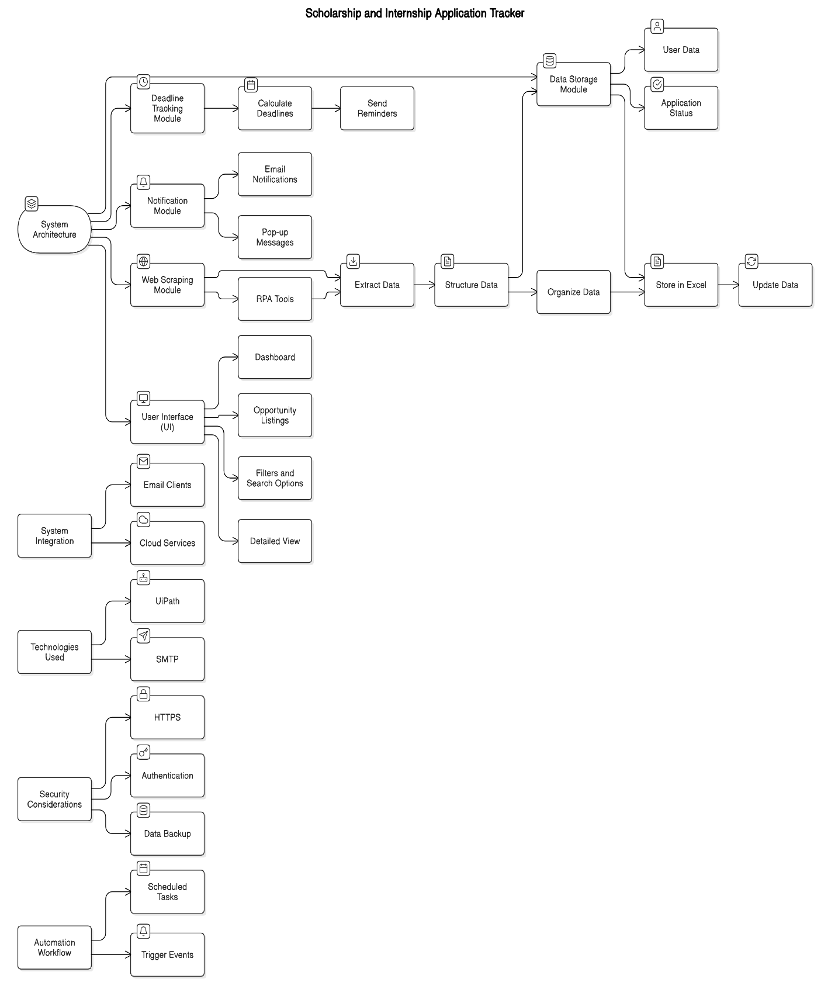 Scholarship and Internship Application Tracker
User Data
Data Storage
Module
Application
Status
Deadline
Tracking
Module
Calculate
Deadlines
Send
Reminders
Email
Notifications
Notification
Module
Pop-up
Messages
System
Architecture
Web Scraping
Module
RPA Tools
Extract Data
Structure Data
Organize Data
Store in Excel
Update Data
Dashboard
User Interface
(UI)
Opportunity
Listings
Filters and
Search Options
Detailed View
Email Clients
System
Integration
Cloud Services
UiPath
Technologies
Used
SMTP
HTTPS
Authentication
Security
Considerations
Data Backup
Scheduled
Tasks
Automation
Workflow
Trigger Events